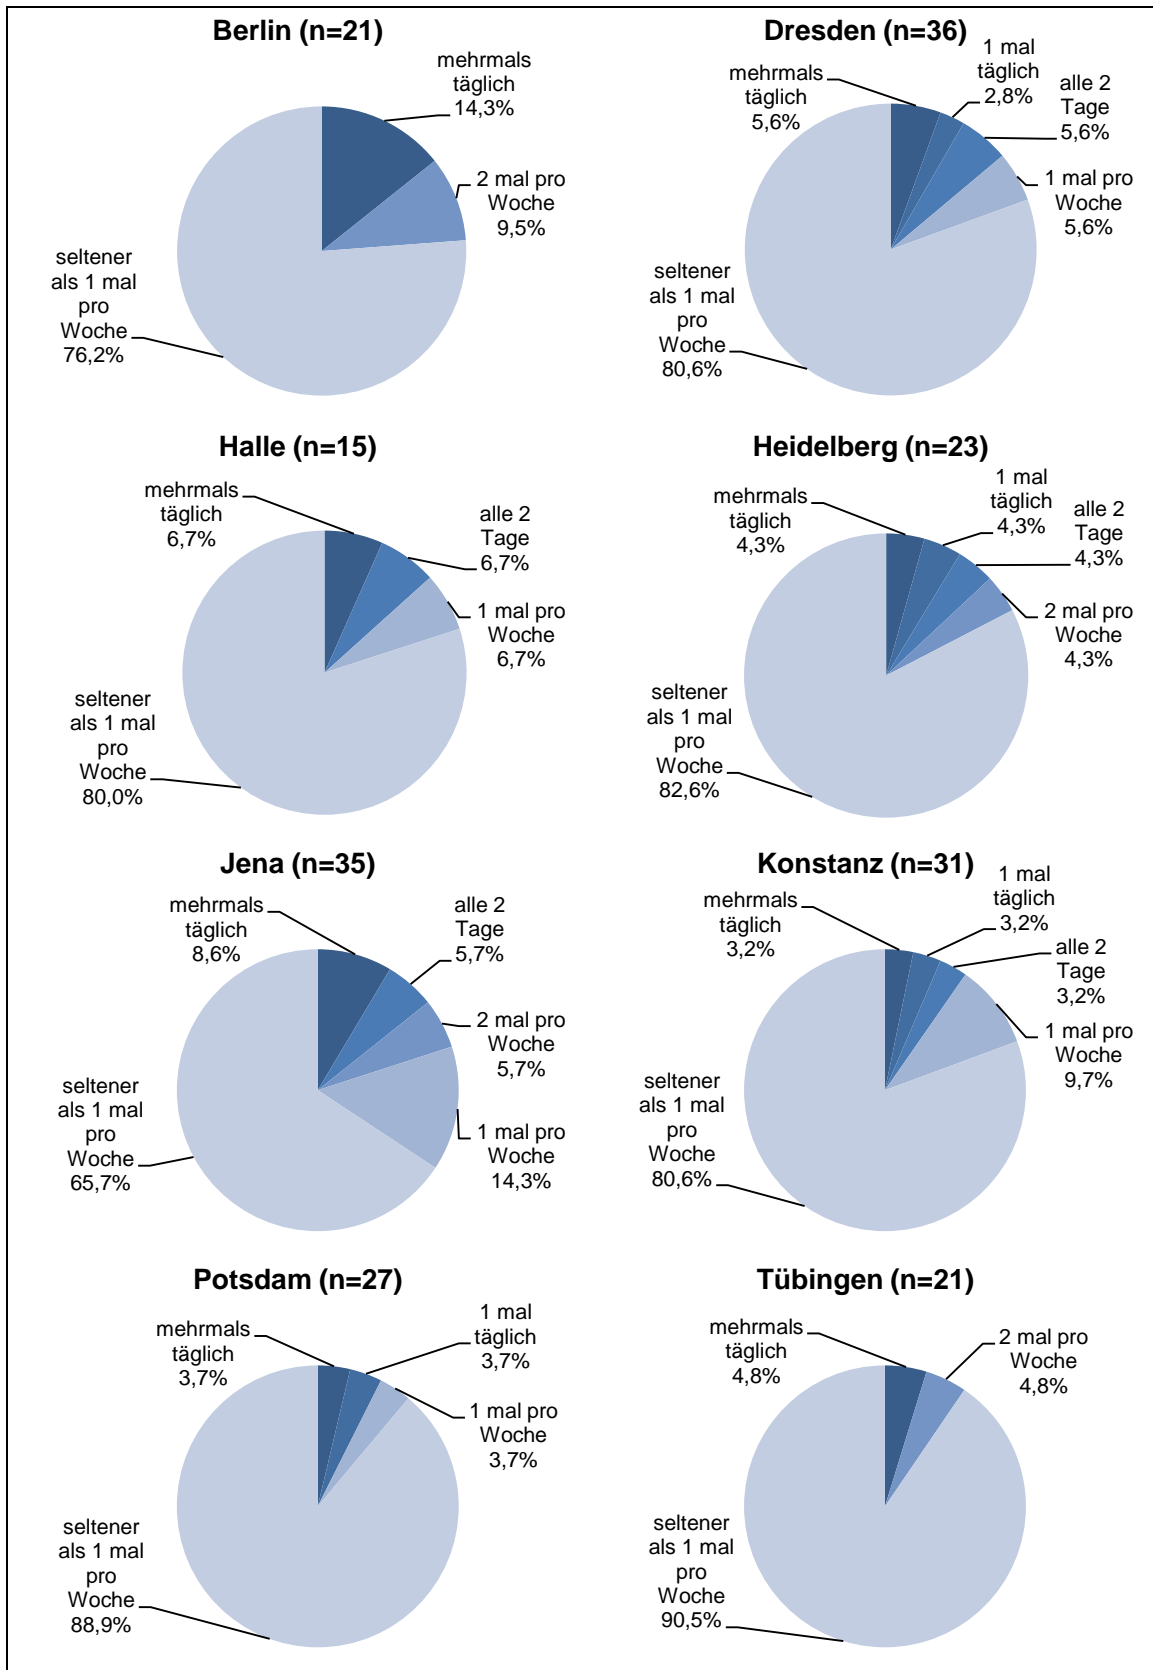 Berlin (n=21)
mehrmals
täglich
14,3%
2 mal pro
Woche
9,5%
seltener
als 1 mal
pro
Woche
76,2%
Dresden (n=36)
mehrmals
täglich
5,6%
1 mal
täglich
2,8%
alle 2
Tage
5,6%
1 mal pro
Woche
5,6%
seltener
als 1 mal
pro
Woche
80,6%
Halle (n=15)
mehrmals
täglich
6,7%
alle 2
Tage
6,7%
1 mal pro
Woche
6,7%
seltener
als 1 mal
pro
Woche
80,0%
Heidelberg (n=23)
mehrmals
täglich
4,3%
1 mal
täglich
4,3%
alle 2
Tage
4,3%
2 mal pro
Woche
4,3%
seltener
als 1 mal
pro
Woche
82,6%
Jena (n=35)
mehrmals
täglich
8,6%
alle 2
Tage
5,7%
2 mal pro
Woche
5,7%
1 mal pro
Woche
14,3%
seltener
als 1 mal
pro
Woche
65,7%
Konstanz (n=31)
mehrmals
täglich
3,2%
1 mal
täglich
3,2%
alle 2
Tage
3,2%
1 mal pro
Woche
9,7%
seltener
als 1 mal
pro
Woche
80,6%
Potsdam (n=27)
mehrmals
täglich
3,7%
1 mal
täglich
3,7%
1 mal pro
Woche
3,7%
seltener
als 1 mal
pro
Woche
88,9%
Tübingen (n=21)
mehrmals
täglich
4,8%
2 mal pro
Woche
4,8%
seltener
als 1 mal
pro
Woche
90,5%